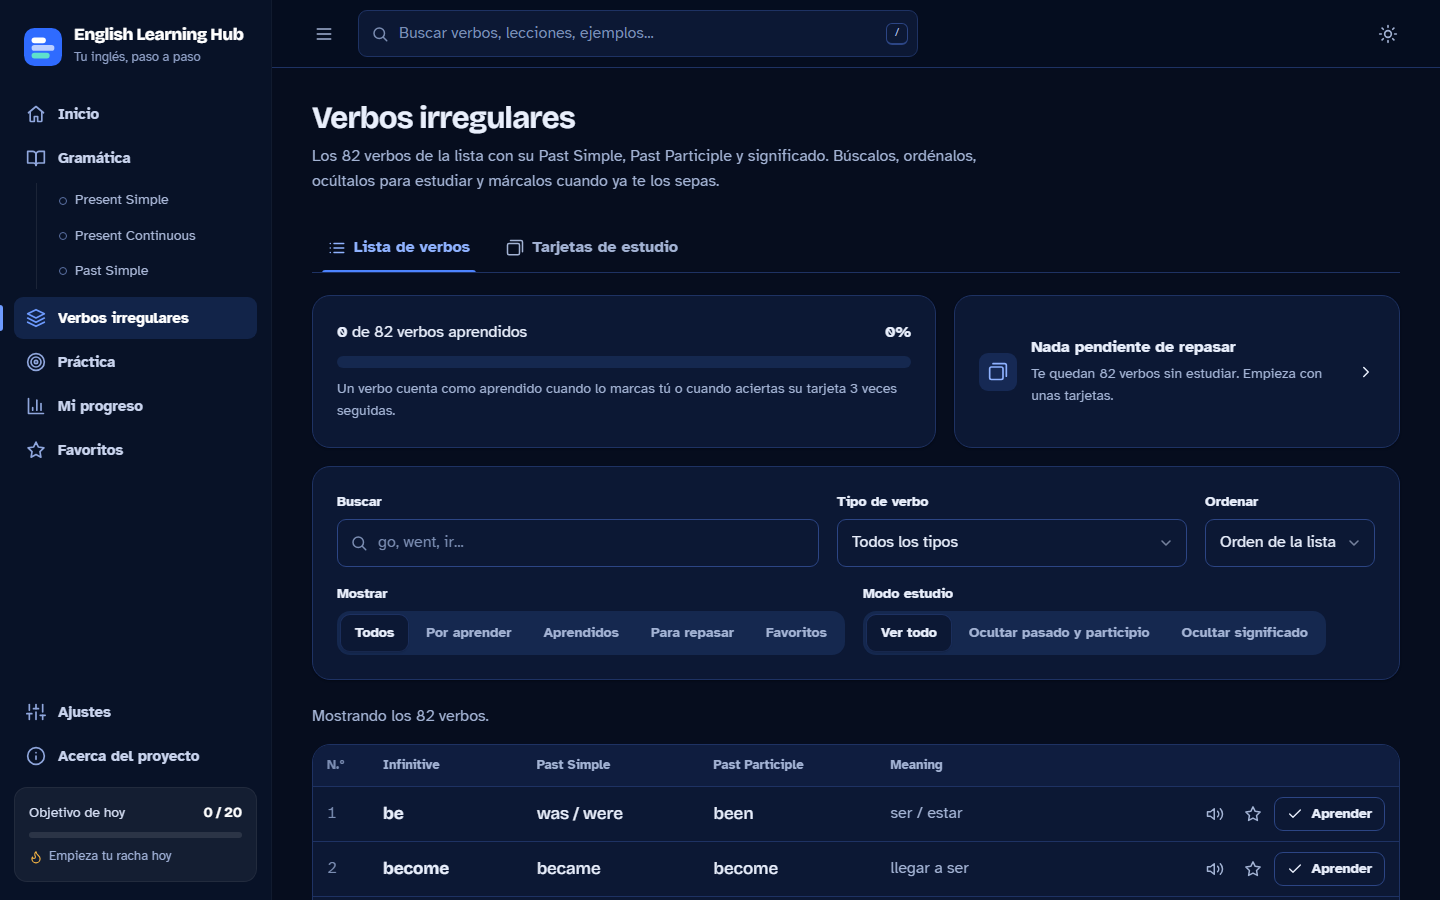 English Learning Hub
Tu inglés, paso a paso
Inicio
Gramática
Present Simple
Present Continuous
Past Simple
Verbos irregulares
Práctica
Mi progreso
Favoritos
Ajustes
Acerca del proyecto
Objetivo de hoy 0 / 20
Empieza tu racha hoy
Buscar verbos, lecciones, ejemplos... /
Verbos irregulares
Los 82 verbos de la lista con su Past Simple, Past Participle y significado. Búscalos, ordénalos,
ocúltalos para estudiar y márcalos cuando ya te los sepas.
Lista de verbos Tarjetas de estudio
0 de 82 verbos aprendidos 0%
Un verbo cuenta como aprendido cuando lo marcas tú o cuando aciertas su tarjeta 3 veces
seguidas.
Nada pendiente de repasar
Te quedan 82 verbos sin estudiar. Empieza con
unas tarjetas.
Buscar Tipo de verbo Ordenar
go, went, ir... Todos los tipos Orden de la lista
Mostrar Modo estudio
Todos Por aprender Aprendidos Para repasar Favoritos Ver todo Ocultar pasado y participio Ocultar significado
Mostrando los 82 verbos.
N.º Infinitive Past Simple Past Participle Meaning
1 be was / were been ser / estar Aprender
2 become became become llegar a ser Aprender